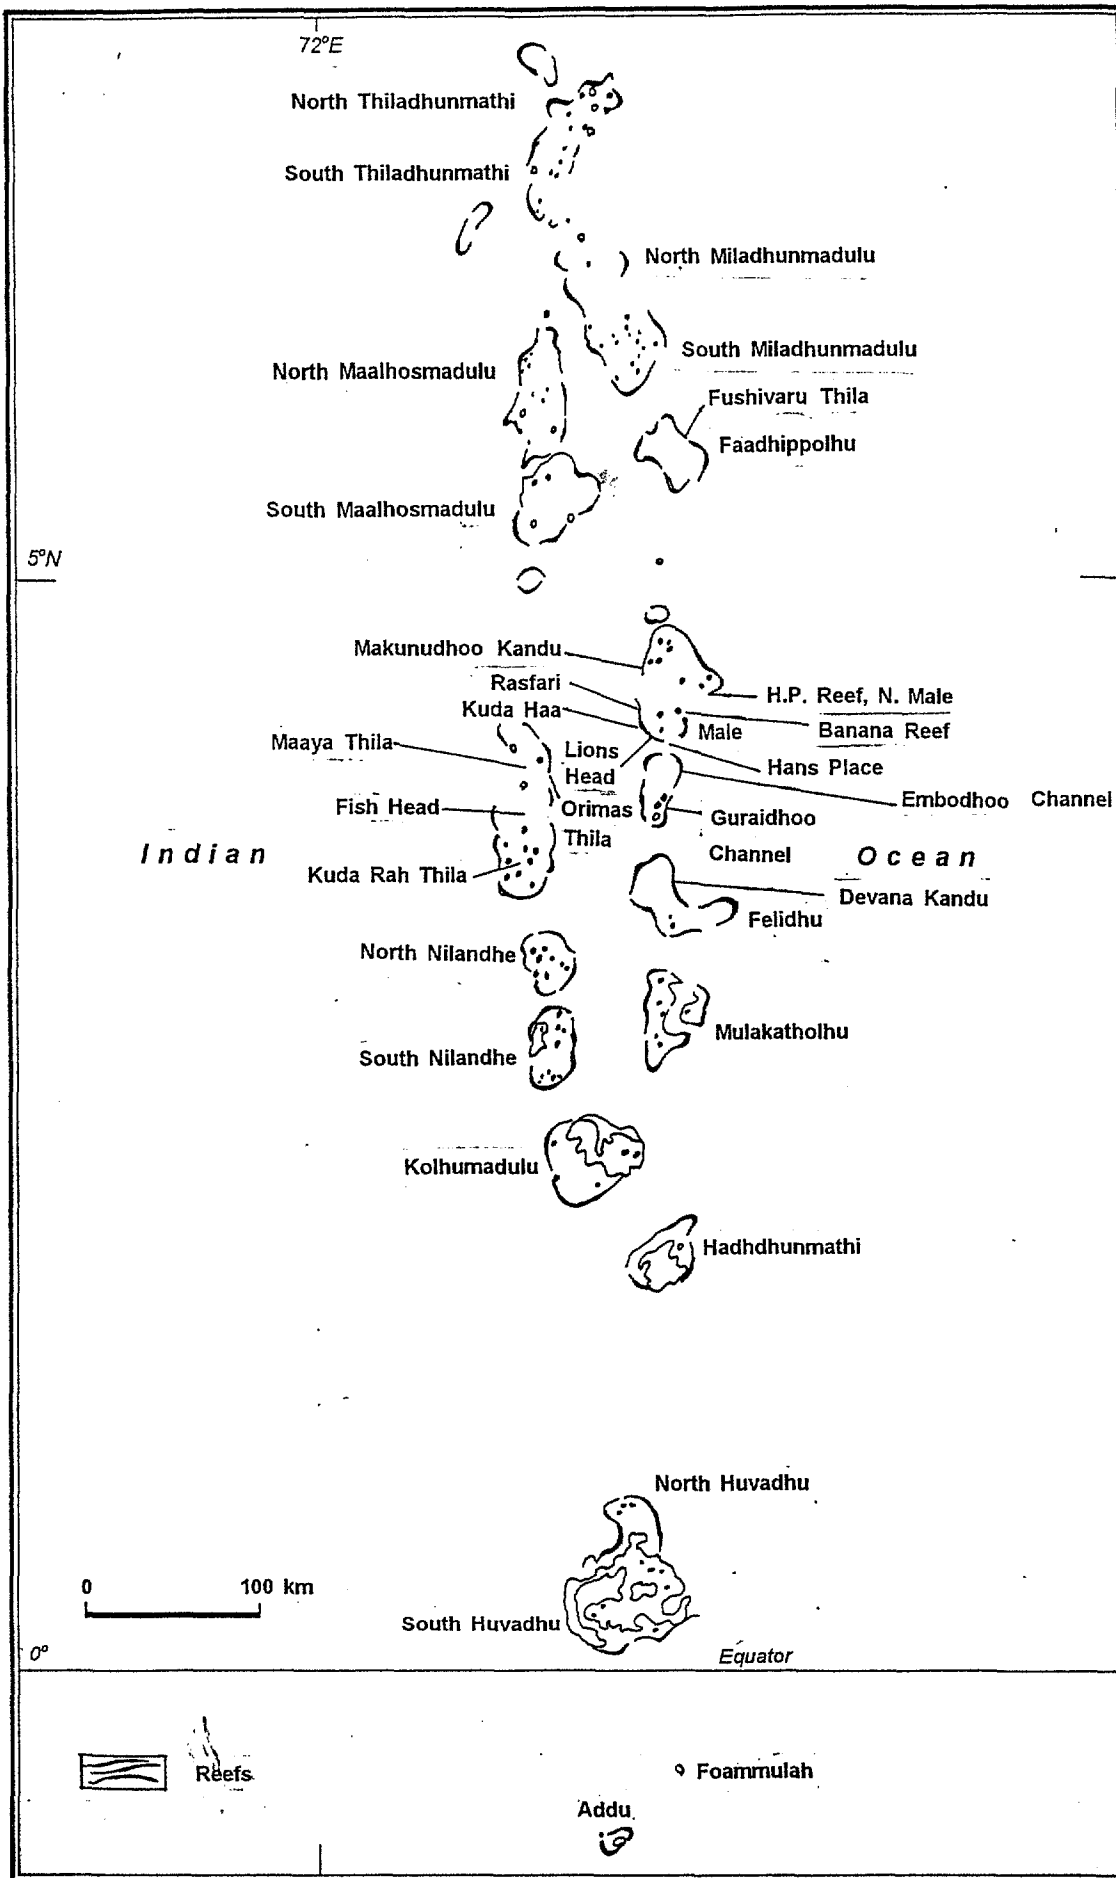 72°E
North Thiladhunmathi
South Thiladhunmathi
North Miladhunmadulu
South Miladhunmadulu
North Maalhosmadulu
Fushivaru Thila
Faadhippolhu
South Maalhosmadulu
5°N
Makunudhoo Kandu
Rasfari
H.P. Reef, N. Male
Kuda Haa
Male
Banana Reef
Maaya Thila
Lions
Head
Hans Place
Fish Head
Orimas
Thila
Embodhoo Channel
Guraidhoo
Channel
Indian
Ocean
Kuda Rah Thila
Devana Kandu
Felidhu
North Nilandhe
Mulakatholhu
South Nilandhe
Kolhumadulu
Hadhdhunmathi
North Huvadhu
0 100 km
South Huvadhu
0°
Equator
Reefs
Foammulah
Addu